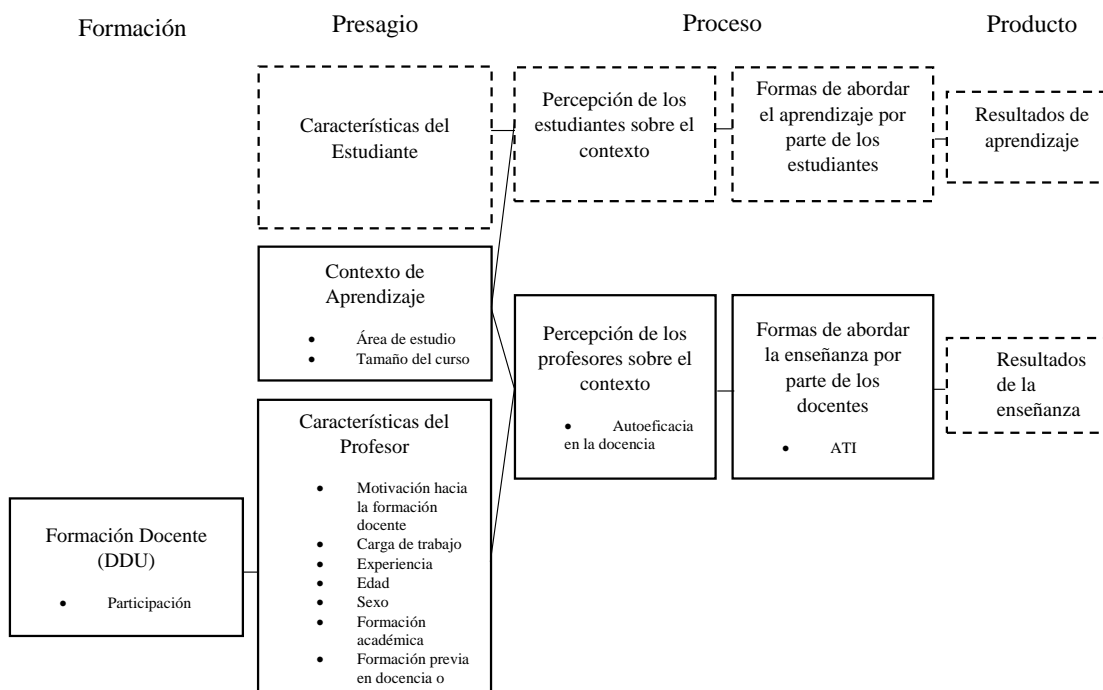 Formación
Presagio
Proceso
Producto
Características del
Estudiante
Percepción de los
estudiantes sobre el
contexto
Formas de abordar
el aprendizaje por
parte de los
estudiantes
Resultados de
aprendizaje
Contexto de
Aprendizaje
• Área de estudio
• Tamaño del curso
Percepción de los
profesores sobre el
contexto
• Autoeficacia
en la docencia
Formas de abordar
la enseñanza por
parte de los
docentes
• ATI
Resultados
de la
enseñanza
Características del
Profesor
• Motivación hacia
la formación
docente
• Carga de trabajo
• Experiencia
• Edad
• Sexo
• Formación
académica
• Formación previa
en docencia o
Formación Docente
(DDU)
• Participación